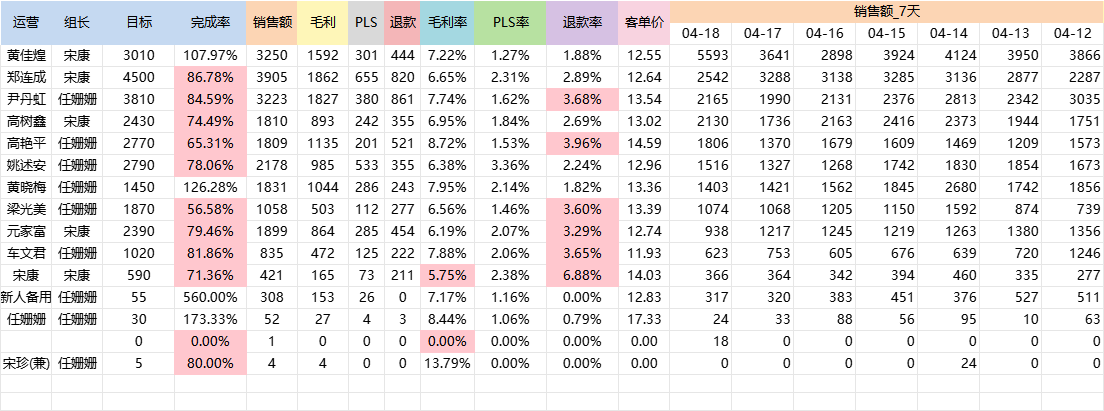 运营 组长 目标 完成率 销售额 毛利 PLS 退款 毛利率 PLS率 退款率 客单价 销售额_7天
04-18 04-17 04-16 04-15 04-14 04-13 04-12
黄佳煌 宋康 3010 107.97% 3250 1592 301 444 7.22% 1.27% 1.88% 12.55 5593 3641 2898 3924 4124 3950 3866
郑连成 宋康 4500 86.78% 3905 1862 655 820 6.65% 2.31% 2.89% 12.64 2542 3288 3138 3285 3136 2877 2287
尹丹虹 任姗姗 3810 84.59% 3223 1827 380 861 7.74% 1.62% 3.68% 13.54 2165 1990 2131 2376 2813 2342 3035
高树鑫 宋康 2430 74.49% 1810 893 242 355 6.95% 1.84% 2.69% 13.02 2130 1736 2163 2416 2373 1944 1751
高艳平 任姗姗 2770 65.31% 1809 1135 201 521 8.72% 1.53% 3.96% 14.59 1806 1370 1679 1609 1469 1209 1573
姚述安 任姗姗 2790 78.06% 2178 985 533 355 6.38% 3.36% 2.24% 12.96 1516 1327 1268 1742 1830 1854 1673
黄晓梅 任姗姗 1450 126.28% 1831 1044 286 243 7.95% 2.14% 1.82% 13.36 1403 1421 1562 1845 2680 1742 1856
梁光美 任姗姗 1870 56.58% 1058 503 112 277 6.56% 1.46% 3.60% 13.39 1074 1068 1205 1150 1592 874 739
元家富 宋康 2390 79.46% 1899 864 285 454 6.19% 2.07% 3.29% 12.74 938 1217 1245 1219 1263 1380 1356
车文君 任姗姗 1020 81.86% 835 472 125 222 7.88% 2.06% 3.65% 11.93 623 753 605 676 639 720 1246
宋康 宋康 590 71.36% 421 165 73 211 5.75% 2.38% 6.88% 14.03 366 364 342 394 460 335 277
新人备用 任姗姗 55 560.00% 308 153 26 0 7.17% 1.16% 0.00% 12.83 317 320 383 451 376 527 511
任姗姗 任姗姗 30 173.33% 52 27 4 3 8.44% 1.06% 0.79% 17.33 24 33 88 56 95 10 63
0 0.00% 1 0 0 0 0.00% 0.00% 0.00% 0.00 18 0 0 0 0 0 0
宋珍(兼) 任姗姗 5 80.00% 4 4 0 0 13.79% 0.00% 0.00% 0.00 0 0 0 0 24 0 0